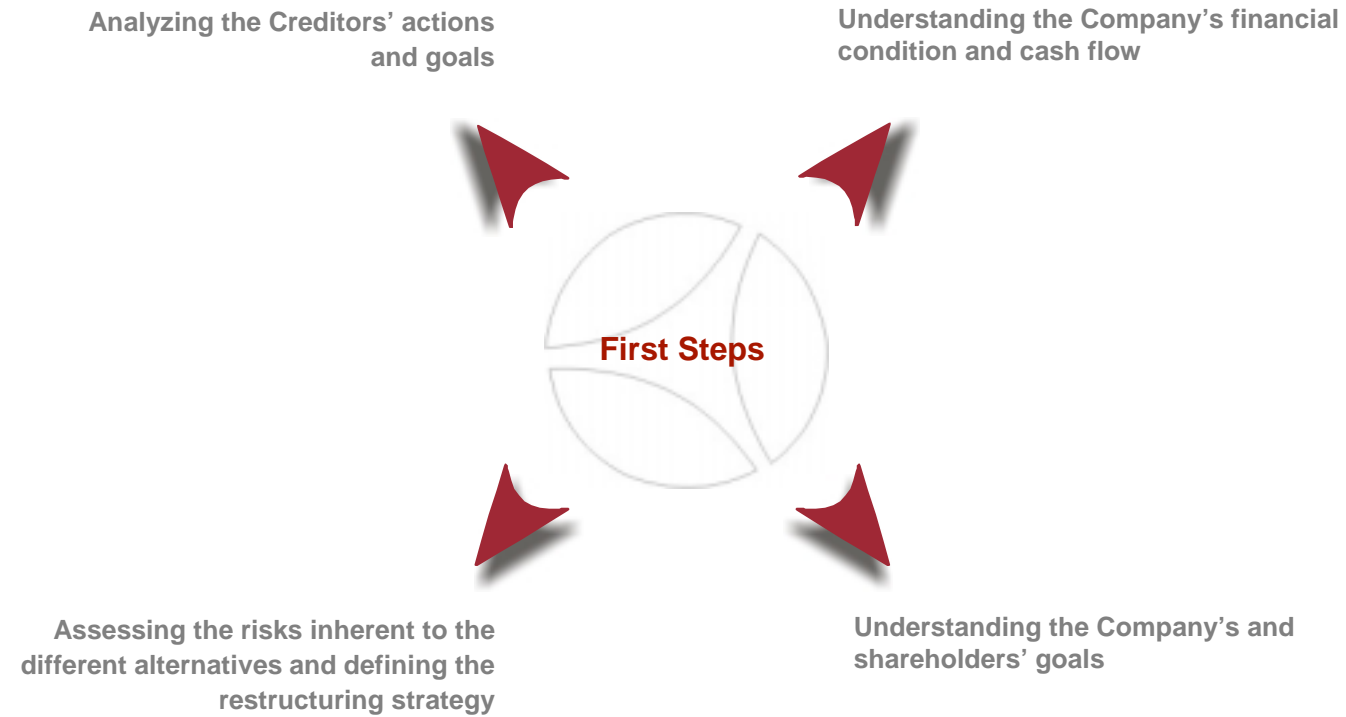 Analyzing the Creditors’ actions
and goals
Understanding the Company’s financial
condition and cash flow
First Steps
Assessing the risks inherent to the
different alternatives and defining the
restructuring strategy
Understanding the Company’s and
shareholders’ goals